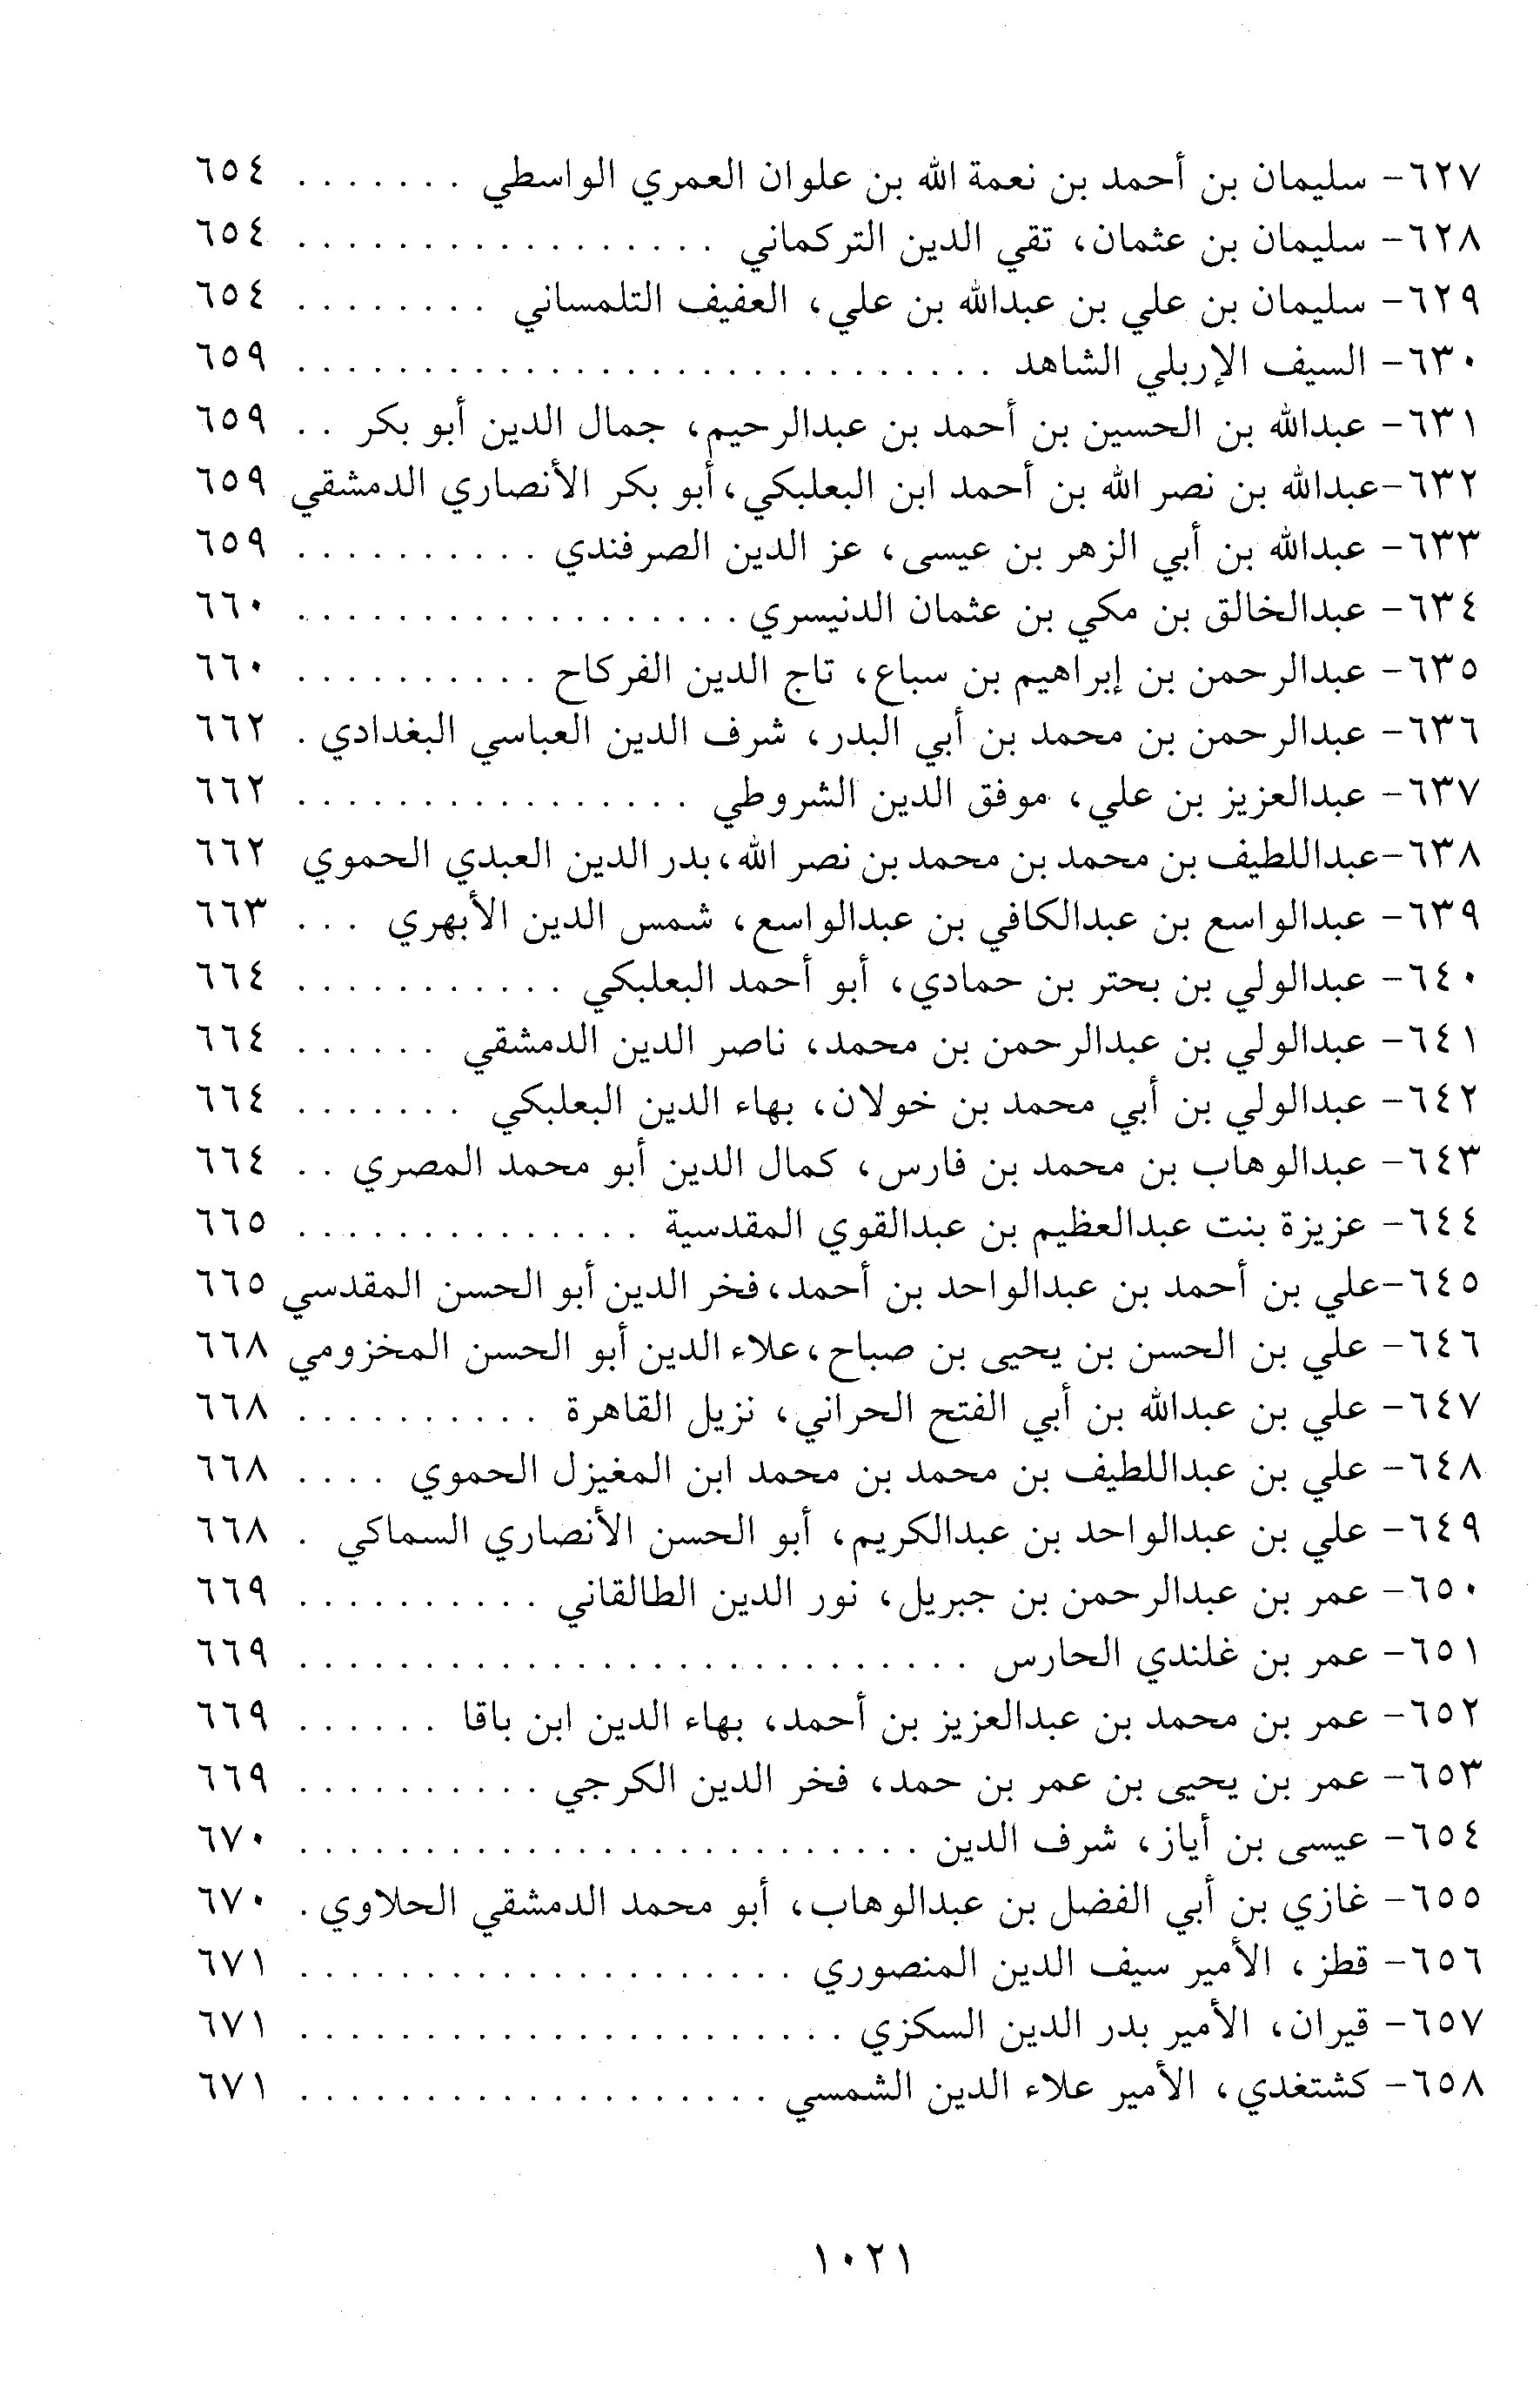 ٦٢٧- سليمان بن أحمد بن نعمة الله بن علوان العمري الواسطي . . . . . . . ٦٥٤
٦٢٨- سليمان بن عثمان، تقي الدين التركماني . . . . . . . . . . . . . . . . . ٦٥٤
٦٢٩- سليمان بن علي بن عبدالله بن علي، العفيف التلمساني . . . . . . . . ٦٥٤
٦٣٠- السيف الإربلي الشاهد . . . . . . . . . . . . . . . . . . . . . . . . . . . . ٦٥٩
٦٣١- عبدالله بن الحسين بن أحمد بن عبدالرحيم، جمال الدين أبو بكر . . ٦٥٩
٦٣٢-عبدالله بن نصر الله بن أحمد ابن البعلبكي، أبو بكر الأنصاري الدمشقي ٦٥٩
٦٣٣- عبدالله بن أبي الزهر بن عيسى، عز الدين الصرفندي . . . . . . . . . . ٦٥٩
٦٣٤- عبدالخالق بن مكي بن عثمان الدنيسري . . . . . . . . . . . . . . . . . . ٦٦٠
٦٣٥- عبدالرحمن بن إبراهيم بن سباع، تاج الدين الفركاح . . . . . . . . . . ٦٦٠
٦٣٦- عبدالرحمن بن محمد بن أبي البدر، شرف الدين العباسي البغدادي . ٦٦٢
٦٣٧- عبدالعزيز بن علي، موفق الدين الشروطي . . . . . . . . . . . . . . . . ٦٦٢
٦٣٨-عبداللطيف بن محمد بن محمد بن نصر الله، بدر الدين العبدي الحموي ٦٦٢
٦٣٩- عبدالواسع بن عبدالكافي بن عبدالواسع، شمس الدين الأبهري . . . ٦٦٣
٦٤٠- عبدالولي بن بحتر بن حمادي، أبو أحمد البعلبكي . . . . . . . . . . . ٦٦٤
٦٤١- عبدالولي بن عبدالرحمن بن محمد، ناصر الدين الدمشقي . . . . . . ٦٦٤
٦٤٢- عبدالولي بن أبي محمد بن خولان، بهاء الدين البعلبكي . . . . . . . ٦٦٤
٦٤٣- عبدالوهاب بن محمد بن فارس، كمال الدين أبو محمد المصري . . ٦٦٤
٦٤٤- عزيزة بنت عبدالعظيم بن عبدالقوي المقدسية . . . . . . . . . . . . . . ٦٦٥
٦٤٥-علي بن أحمد بن عبدالواحد بن أحمد، فخر الدين أبو الحسن المقدسي ٦٦٥
٦٤٦- علي بن الحسن بن يحيى بن صباح، علاء الدين أبو الحسن المخزومي ٦٦٨
٦٤٧- علي بن عبدالله بن أبي الفتح الحراني، نزيل القاهرة . . . . . . . . . . ٦٦٨
٦٤٨- علي بن عبداللطيف بن محمد بن محمد ابن المغيزل الحموي . . . . ٦٦٨
٦٤٩- علي بن عبدالواحد بن عبدالكريم، أبو الحسن الأنصاري السماكي . ٦٦٨
٦٥٠- عمر بن عبدالرحمن بن جبريل، نور الدين الطالقاني . . . . . . . . . . ٦٦٩
٦٥١- عمر بن غلندي الحارس . . . . . . . . . . . . . . . . . . . . . . . . . . . ٦٦٩
٦٥٢- عمر بن محمد بن عبدالعزيز بن أحمد، بهاء الدين ابن باقا . . . . . . ٦٦٩
٦٥٣- عمر بن يحيى بن عمر بن حمد، فخر الدين الكرجي . . . . . . . . . . ٦٦٩
٦٥٤- عيسى بن أياز، شرف الدين . . . . . . . . . . . . . . . . . . . . . . . . . ٦٧٠
٦٥٥- غازي بن أبي الفضل بن عبدالوهاب، أبو محمد الدمشقي الحلاوي . ٦٧٠
٦٥٦- قطز، الأمير سيف الدين المنصوري . . . . . . . . . . . . . . . . . . . . ٦٧١
٦٥٧- قيران، الأمير بدر الدين السكزي . . . . . . . . . . . . . . . . . . . . . . ٦٧١
٦٥٨- كشتغدي، الأمير علاء الدين الشمسي . . . . . . . . . . . . . . . . . . . ٦٧١
١٠٢١